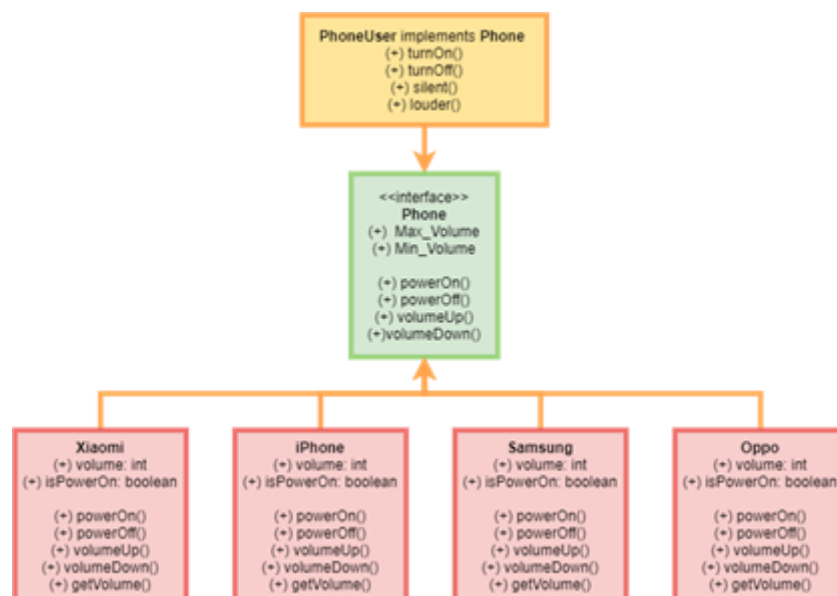 PhoneUser implements Phone
(+) turnOn()
(+) turnOff()
(+) silent()
(+) louder()
<<interface>>
Phone
(+) Max_Volume
(+) Min_Volume
(+) powerOn()
(+) powerOff()
(+) volumeUp()
(+)volumeDown()
Xiaomi
(+) volume: int
(+) isPowerOn: boolean
(+) powerOn()
(+) powerOff()
(+) volumeUp()
(+) volumeDown()
(+) getVolume()
iPhone
(+) volume: int
(+) isPowerOn: boolean
(+) powerOn()
(+) powerOff()
(+) volumeUp()
(+) volumeDown()
(+) getVolume()
Samsung
(+) volume: int
(+) isPowerOn: boolean
(+) powerOn()
(+) powerOff()
(+) volumeUp()
(+) volumeDown()
(+) getVolume()
Oppo
(+) volume: int
(+) isPowerOn: boolean
(+) powerOn()
(+) powerOff()
(+) volumeUp()
(+) volumeDown()
(+) getVolume()